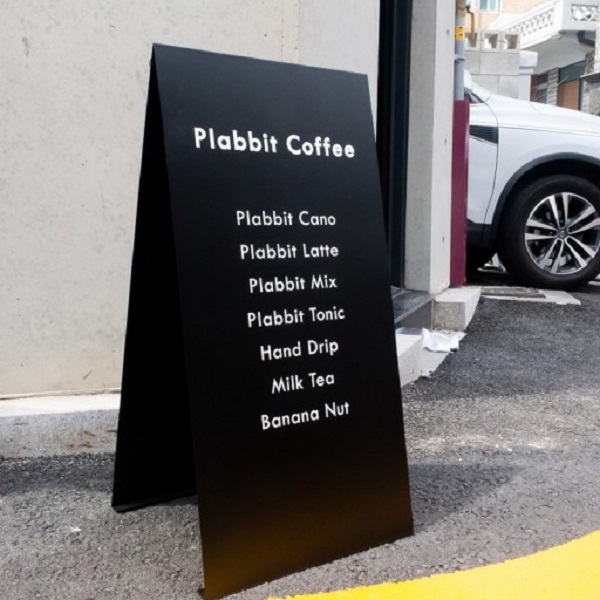 Plabbit Coffee
Plabbit Cano
Plabbit Latte
Plabbit Mix
Plabbit Tonic
Hand Drip
Milk Tea
Banana Nut